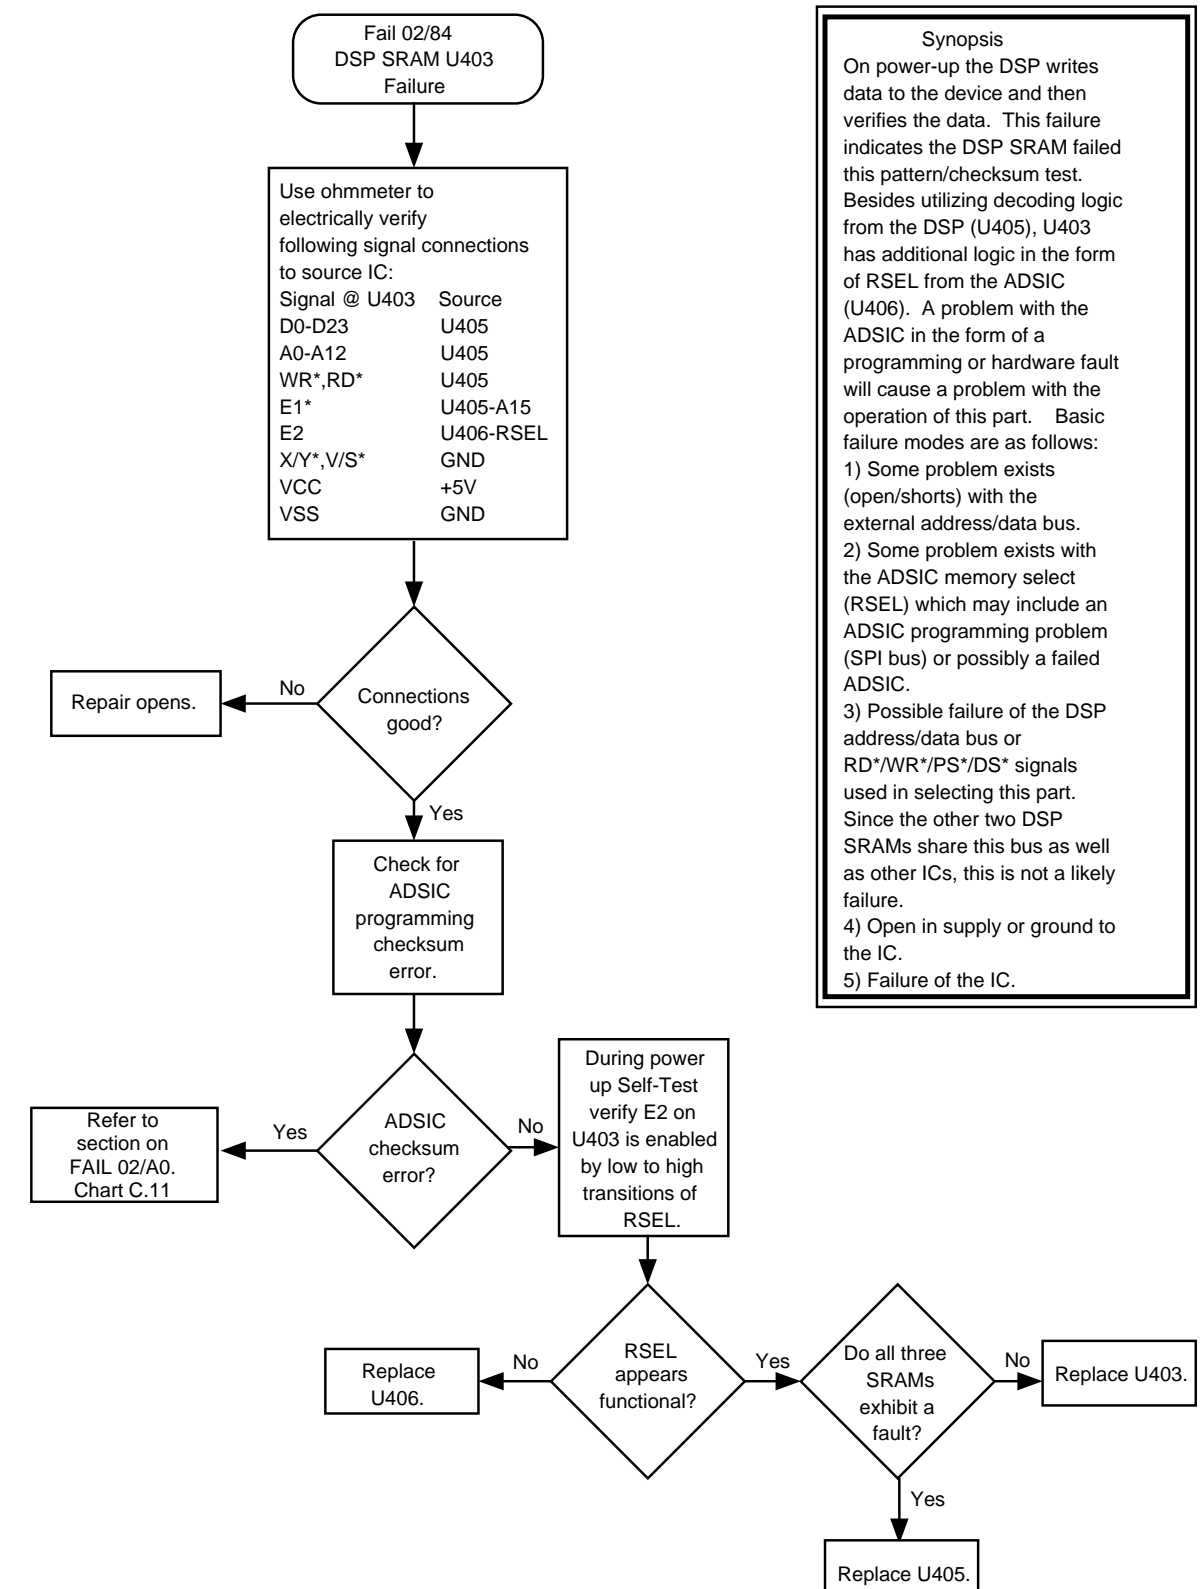 Fail 02/84
DSP SRAM U403
Failure
Use ohmmeter to
electrically verify
following signal connections
to source IC:
Signal @ U403 Source
D0-D23 U405
A0-A12 U405
WR*,RD* U405
E1* U405-A15
E2 U406-RSEL
X/Y*,V/S* GND
VCC +5V
VSS GND
Connections
good?
No
Repair opens.
Yes
Check for
ADSIC
programming
checksum
error.
ADSIC
checksum
error?
Yes
Refer to
section on
FAIL 02/A0.
Chart C.11
No
During power
up Self-Test
verify E2 on
U403 is enabled
by low to high
transitions of
RSEL.
RSEL
appears
functional?
No
Replace
U406.
Yes
Do all three
SRAMs
exhibit a
fault?
No
Replace U403.
Yes
Replace U405.
Synopsis
On power-up the DSP writes
data to the device and then
verifies the data. This failure
indicates the DSP SRAM failed
this pattern/checksum test.
Besides utilizing decoding logic
from the DSP (U405), U403
has additional logic in the form
of RSEL from the ADSIC
(U406). A problem with the
ADSIC in the form of a
programming or hardware fault
will cause a problem with the
operation of this part. Basic
failure modes are as follows:
1) Some problem exists
(open/shorts) with the
external address/data bus.
2) Some problem exists with
the ADSIC memory select
(RSEL) which may include an
ADSIC programming problem
(SPI bus) or possibly a failed
ADSIC.
3) Possible failure of the DSP
address/data bus or
RD*/WR*/PS*/DS* signals
used in selecting this part.
Since the other two DSP
SRAMs share this bus as well
as other ICs, this is not a likely
failure.
4) Open in supply or ground to
the IC.
5) Failure of the IC.